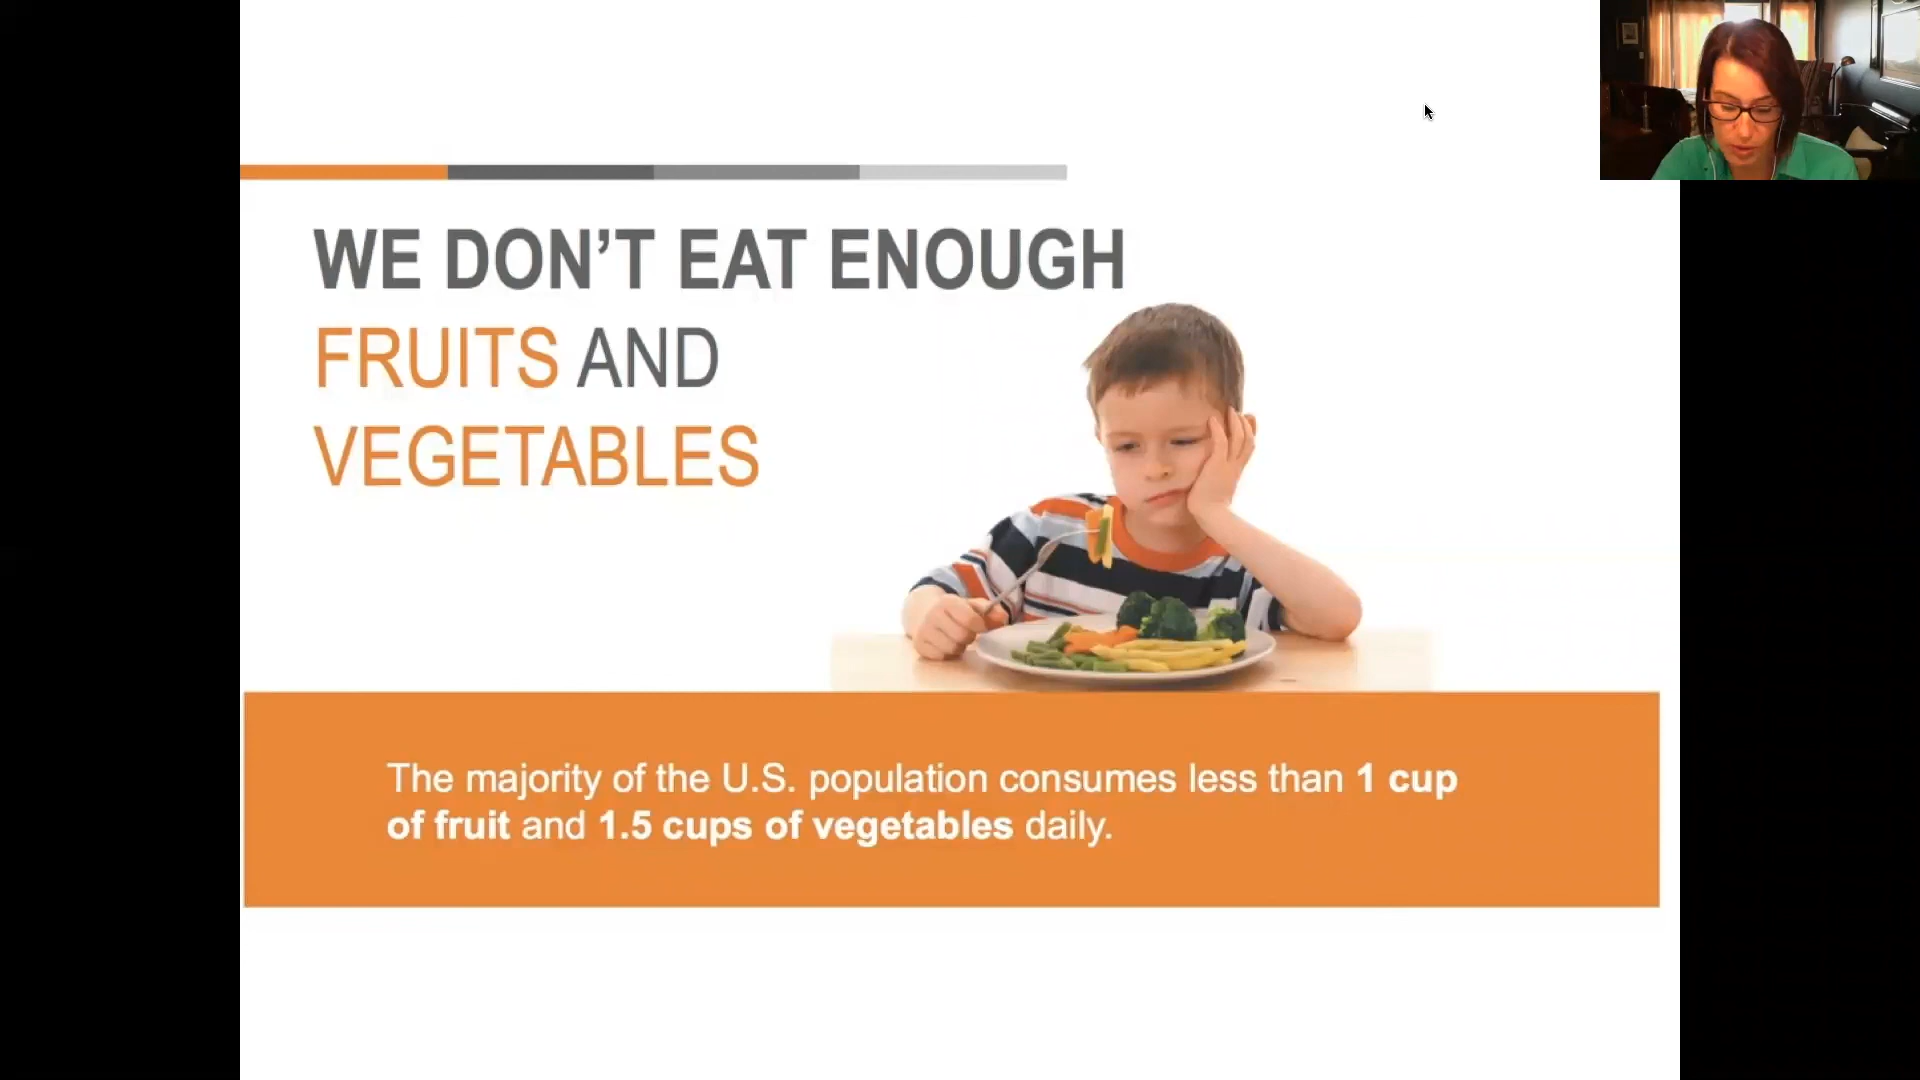 WE DON’T EAT ENOUGH
FRUITS AND
VEGETABLES
The majority of the U.S. population consumes less than 1 cup
of fruit and 1.5 cups of vegetables daily.